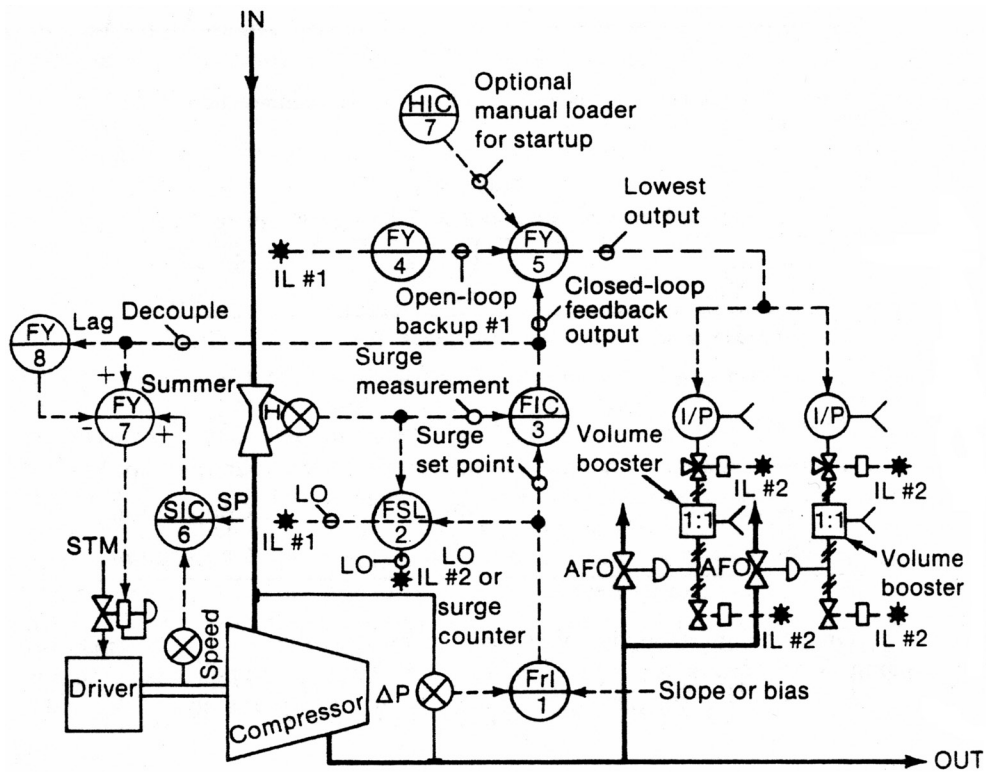 IN
Optional
manual loader
for startup
HIC
7
Lowest
output
FY
4
FY
5
IL #1
Open-loop
backup #1
Closed-loop
feedback
output
FY
8
Lag
Decouple
+
Summer
Surge
measurement
FY
7
-
+
H
FIC
3
I/P
I/P
Surge
set point
Volume
booster
IL #2
IL #2
SIC
6
SP
IL #1
LO
FSL
2
1:1
1:1
STM
LO
LO
IL #2 or
surge
counter
AFO
AFO
Volume
booster
Speed
IL #2
IL #2
Driver
Compressor
ΔP
FrI
1
Slope or bias
OUT